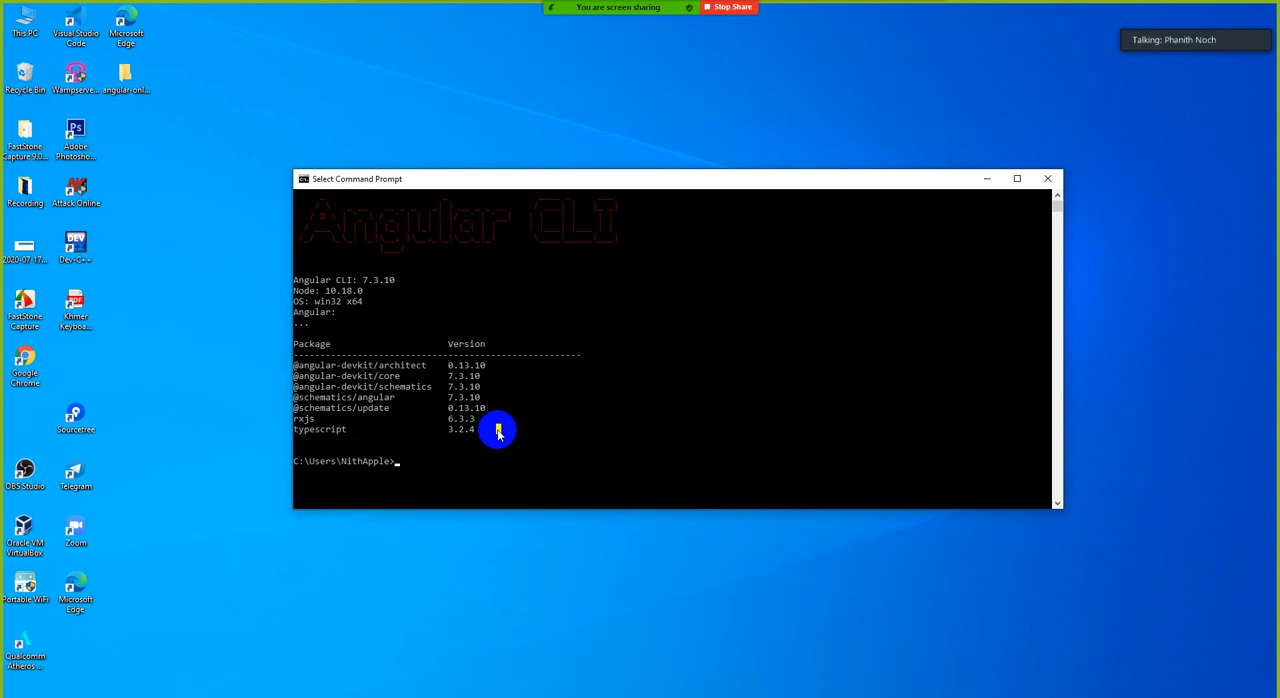 You are screen sharing
Stop Share
Talking: Phanith Noch
This PC
Visual Studio
Code
Microsoft
Edge
Recycle Bin
Wampserve...
angular-onl...
FastStone
Capture 9.0...
Adobe
Photosho...
Recording
Attack Online
2020-07-17...
Dev-C++
FastStone
Capture
Khmer
Keyboa...
Google
Chrome
Sourcetree
OBS Studio
Telegram
Oracle VM
VirtualBox
Zoom
Portable WiFi
Microsoft
Edge
Qualcomm
Atheros ...
Select Command Prompt
Angular CLI
Angular CLI: 7.3.10
Node: 10.18.0
OS: win32 x64
Angular:
...
Package Version
------------------------------------------------------
@angular-devkit/architect 0.13.10
@angular-devkit/core 7.3.10
@angular-devkit/schematics 7.3.10
@schematics/angular 7.3.10
@schematics/update 0.13.10
rxjs 6.3.3
typescript 3.2.4
C:\Users\NithApple>